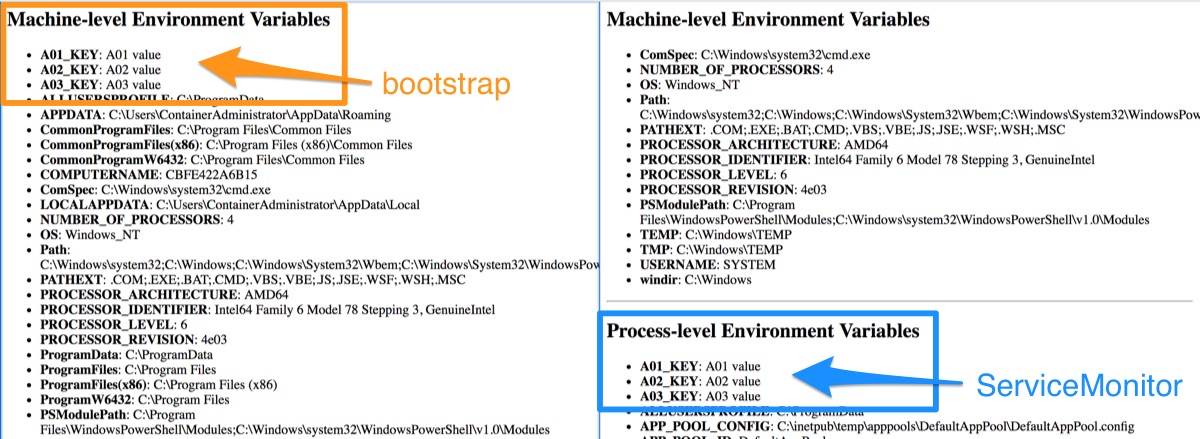 Machine-level Environment Variables
• A01_KEY: A01 value
• A02_KEY: A02 value
• A03_KEY: A03 value
bootstrap
• ALLUSERSPROFILE: C:\ProgramData
• APPDATA: C:\Users\ContainerAdministrator\AppData\Roaming
• CommonProgramFiles: C:\Program Files\Common Files
• CommonProgramFiles(x86): C:\Program Files (x86)\Common Files
• CommonProgramW6432: C:\Program Files\Common Files
• COMPUTERNAME: CBFE422A6B15
• ComSpec: C:\Windows\system32\cmd.exe
• LOCALAPPDATA: C:\Users\ContainerAdministrator\AppData\Local
• NUMBER_OF_PROCESSORS: 4
• OS: Windows_NT
• Path:
C:\Windows\system32;C:\Windows;C:\Windows\System32\Wbem;C:\Windows\System32\WindowsPow
• PATHEXT: .COM;.EXE;.BAT;.CMD;.VBS;.VBE;.JS;.JSE;.WSF;.WSH;.MSC
• PROCESSOR_ARCHITECTURE: AMD64
• PROCESSOR_IDENTIFIER: Intel64 Family 6 Model 78 Stepping 3, GenuineIntel
• PROCESSOR_LEVEL: 6
• PROCESSOR_REVISION: 4e03
• ProgramData: C:\ProgramData
• ProgramFiles: C:\Program Files
• ProgramFiles(x86): C:\Program Files (x86)
• ProgramW6432: C:\Program Files
• PSModulePath: C:\Program
Files\WindowsPowerShell\Modules;C:\Windows\system32\WindowsPowerShell\v1.0\Modules
Machine-level Environment Variables
• ComSpec: C:\Windows\system32\cmd.exe
• NUMBER_OF_PROCESSORS: 4
• OS: Windows_NT
• Path:
C:\Windows\system32;C:\Windows;C:\Windows\System32\Wbem;C:\Windows\System32\WindowsPow
• PATHEXT: .COM;.EXE;.BAT;.CMD;.VBS;.VBE;.JS;.JSE;.WSF;.WSH;.MSC
• PROCESSOR_ARCHITECTURE: AMD64
• PROCESSOR_IDENTIFIER: Intel64 Family 6 Model 78 Stepping 3, GenuineIntel
• PROCESSOR_LEVEL: 6
• PROCESSOR_REVISION: 4e03
• PSModulePath: C:\Program
Files\WindowsPowerShell\Modules;C:\Windows\system32\WindowsPowerShell\v1.0\Modules
• TEMP: C:\Windows\TEMP
• TMP: C:\Windows\TEMP
• USERNAME: SYSTEM
• windir: C:\Windows
Process-level Environment Variables
• A01_KEY: A01 value
• A02_KEY: A02 value
• A03_KEY: A03 value
ServiceMonitor
• ALLUSERSPROFILE: C:\ProgramData
• APP_POOL_CONFIG: C:\inetpub\temp\apppools\DefaultAppPool\DefaultAppPool.config